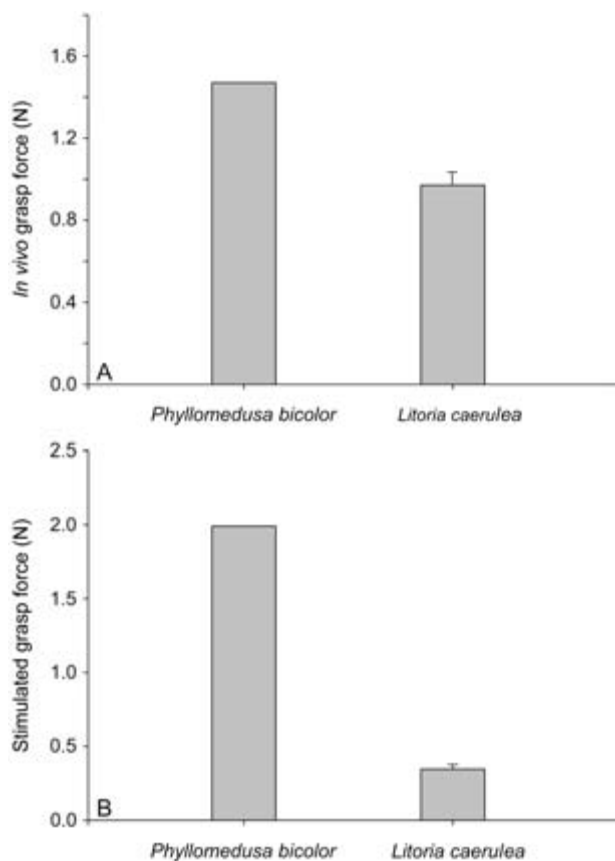 1.6
1.2
0.8
0.4
0.0
In vivo grasp force (N)
A
Phyllomedusa bicolor
Litoria caerulea
2.5
2.0
1.5
1.0
0.5
0.0
Stimulated grasp force (N)
B
Phyllomedusa bicolor
Litoria caerulea